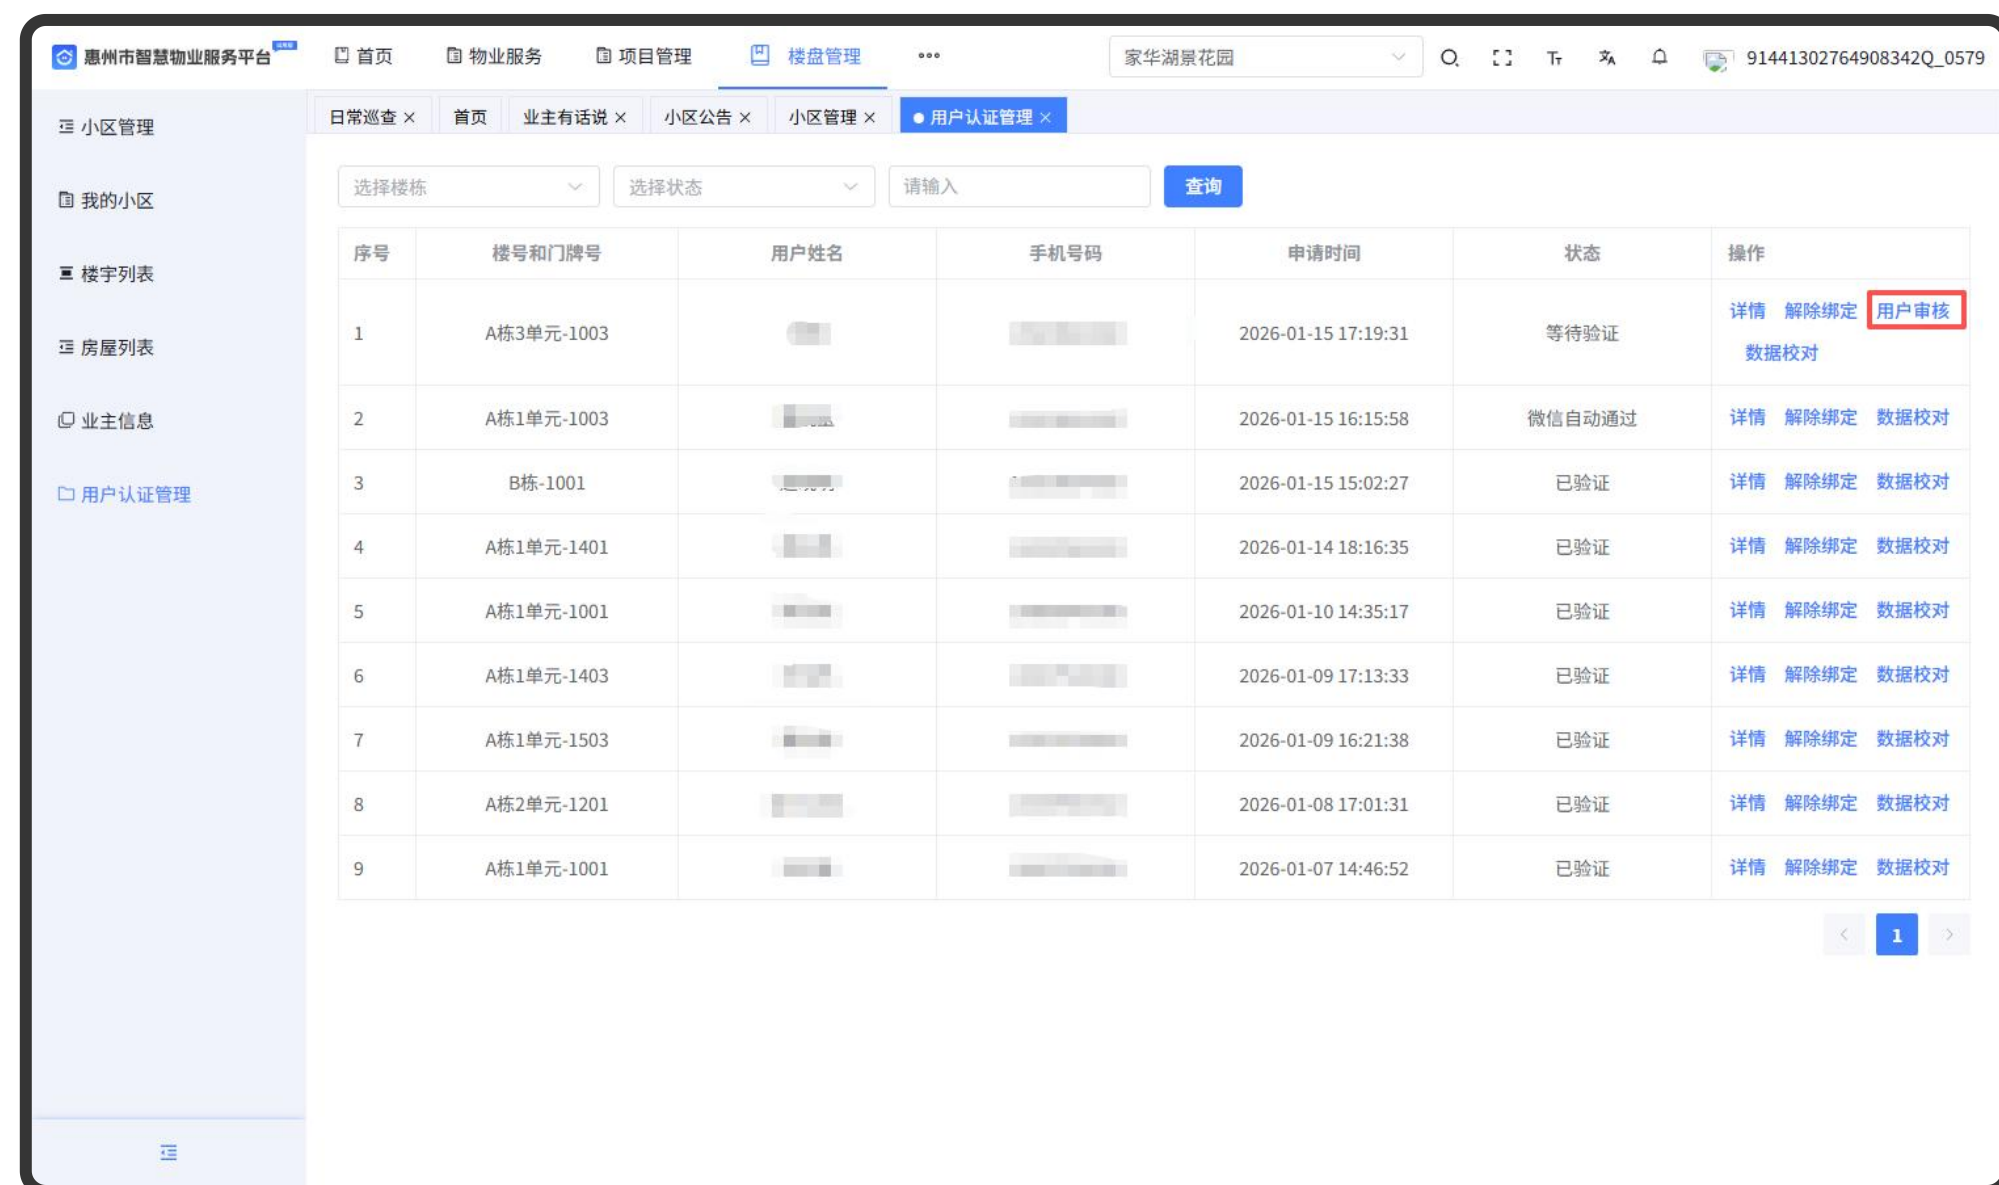 惠州市智慧物业服务平台 首页 物业服务 项目管理 楼盘管理 家华湖景花园 91441302764908342Q_0579
日常巡查 首页 业主有话说 小区公告 小区管理 用户认证管理
小区管理
我的小区
楼宇列表
房屋列表
业主信息
用户认证管理
选择楼栋 选择状态 请输入 查询
序号 楼号和门牌号 用户姓名 手机号码 申请时间 状态 操作
1 A栋3单元-1003 2026-01-15 17:19:31 等待验证 详情 解除绑定 用户审核
数据校对
2 A栋1单元-1003 2026-01-15 16:15:58 微信自动通过 详情 解除绑定 数据校对
3 B栋-1001 2026-01-15 15:02:27 已验证 详情 解除绑定 数据校对
4 A栋1单元-1401 2026-01-14 18:16:35 已验证 详情 解除绑定 数据校对
5 A栋1单元-1001 2026-01-10 14:35:17 已验证 详情 解除绑定 数据校对
6 A栋1单元-1403 2026-01-09 17:13:33 已验证 详情 解除绑定 数据校对
7 A栋1单元-1503 2026-01-09 16:21:38 已验证 详情 解除绑定 数据校对
8 A栋2单元-1201 2026-01-08 17:01:31 已验证 详情 解除绑定 数据校对
9 A栋1单元-1001 2026-01-07 14:46:52 已验证 详情 解除绑定 数据校对
1